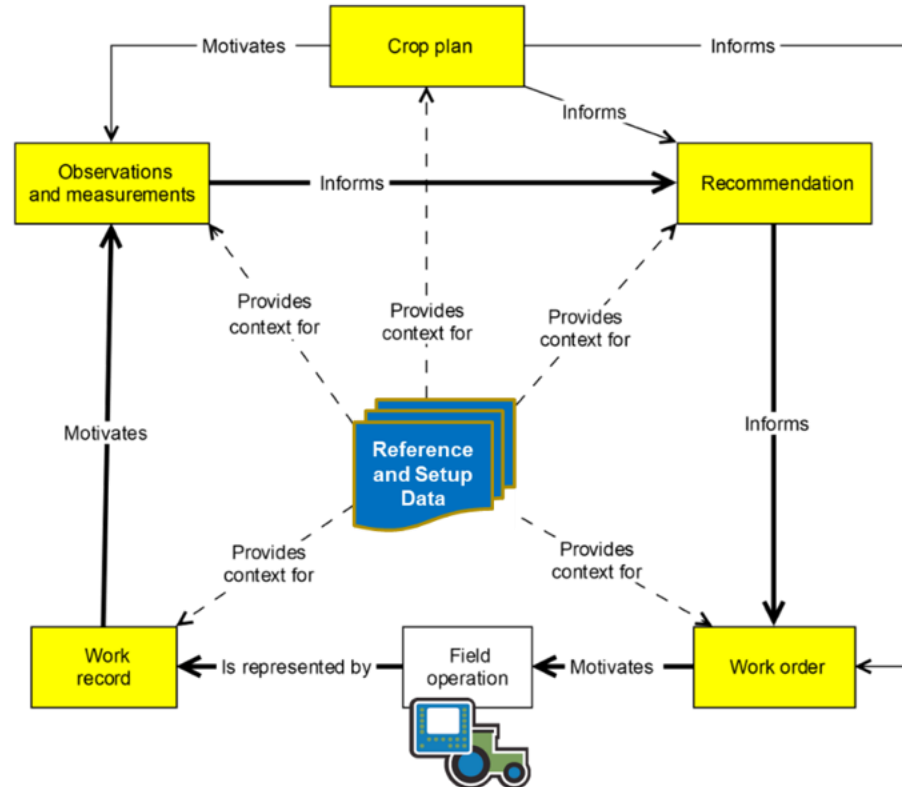 Motivates
Crop plan
Informs
Informs
Observations
and measurements
Informs
Recommendation
Provides
context for
Provides
context for
Provides
context for
Motivates
Reference
and Setup
Data
Informs
Provides
context for
Provides
context for
Work
record
Is represented by
Field
operation
Motivates
Work order